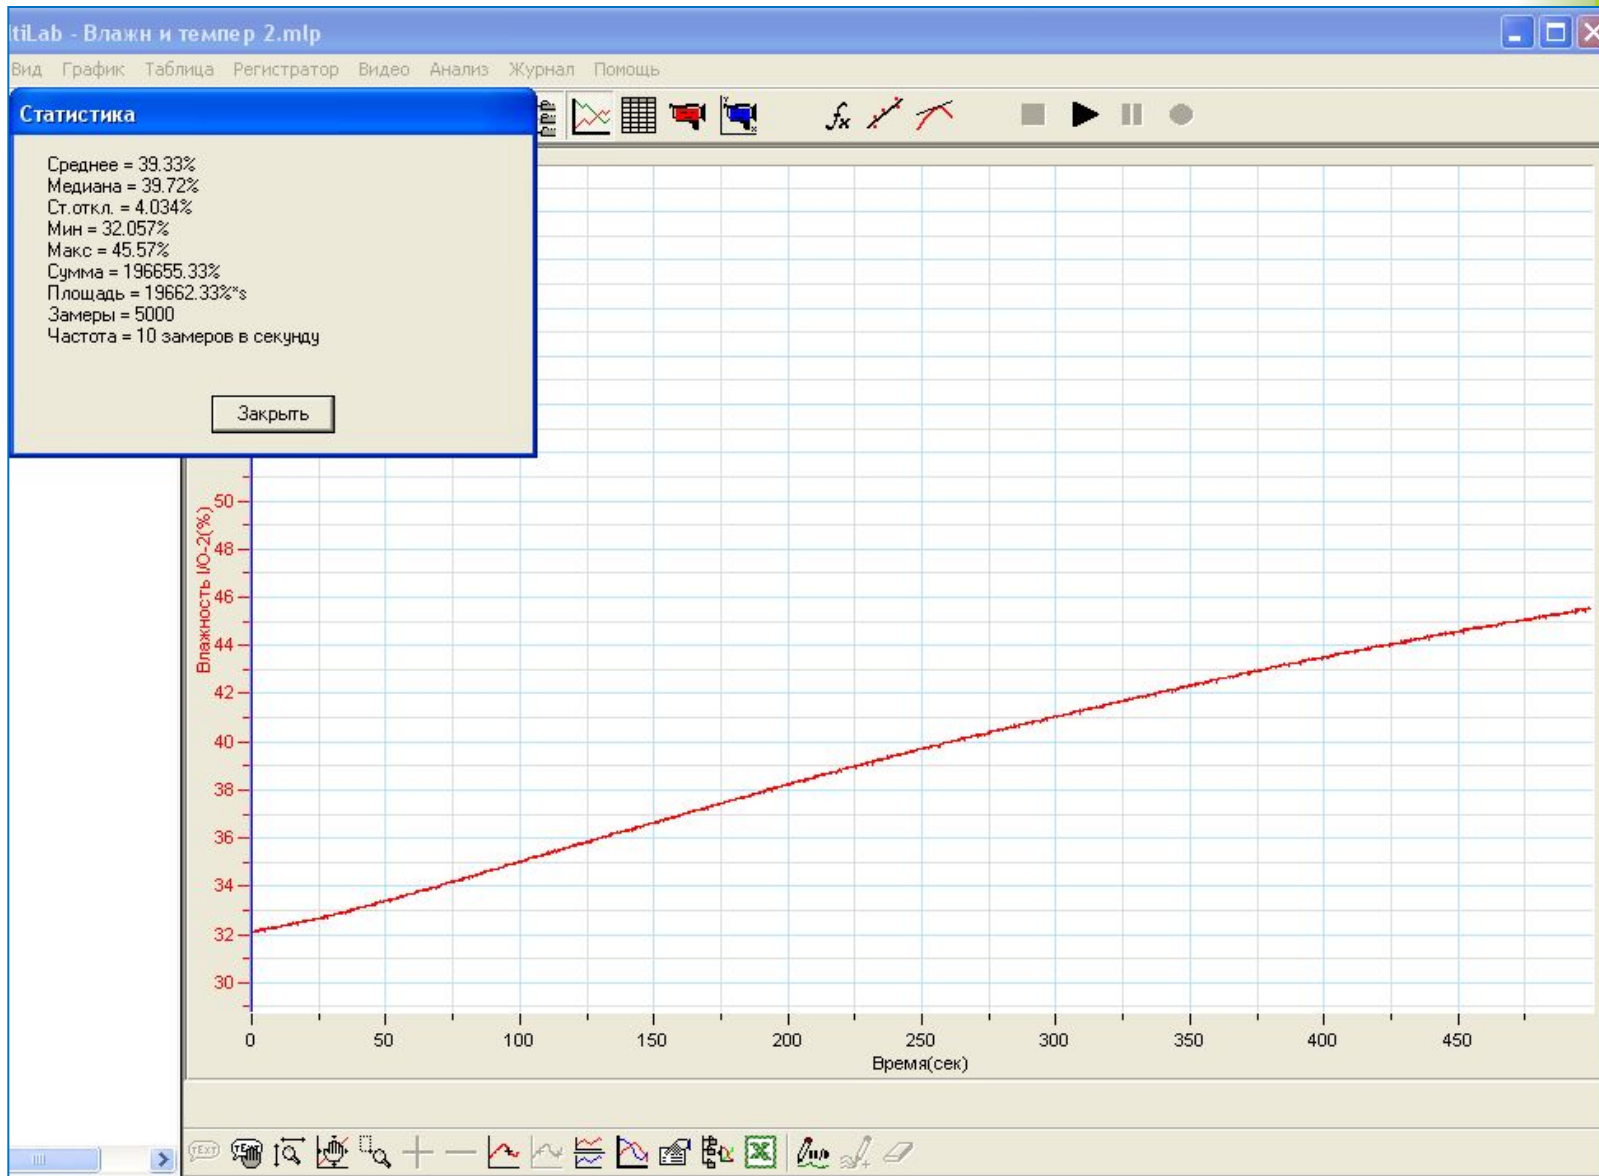 tiLab - Влажн и темпер 2.mlp
Вид График Таблица Регистратор Видео Анализ Журнал Помощь
Статистика
Среднее = 39.33%
Медиана = 39.72%
Ст.откл. = 4.034%
Мин = 32.057%
Макс = 45.57%
Сумма = 196655.33%
Площадь = 19662.33%*s
Замеры = 5000
Частота = 10 замеров в секунду
Закрыть
Влажность I/O-2(%)
50
48
46
44
42
40
38
36
34
32
30
0 50 100 150 200 250 300 350 400 450
Время(сек)